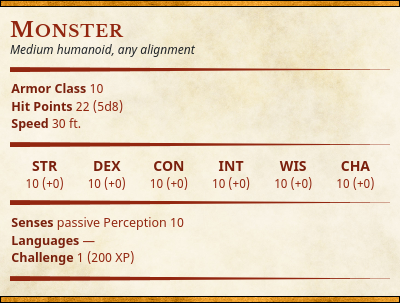 Monster
Medium humanoid, any alignment
Armor Class 10
Hit Points 22 (5d8)
Speed 30 ft.
STR DEX CON INT WIS CHA
10 (+0) 10 (+0) 10 (+0) 10 (+0) 10 (+0) 10 (+0)
Senses passive Perception 10
Languages —
Challenge 1 (200 XP)